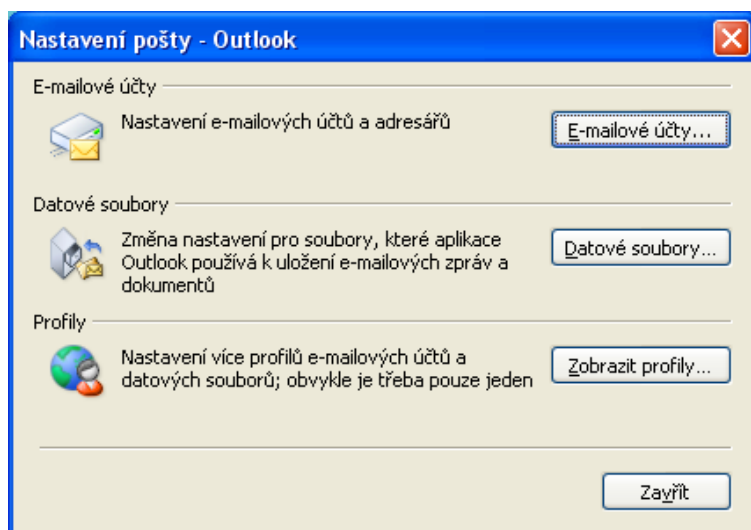 Nastavení pošty - Outlook
E-mailové účty
Nastavení e-mailových účtů a adresářů
E-mailové účty...
Datové soubory
Změna nastavení pro soubory, které aplikace
Outlook používá k uložení e-mailových zpráv a
dokumentů
Datové soubory...
Profily
Nastavení více profilů e-mailových účtů a
datových souborů; obvykle je třeba pouze jeden
Zobrazit profily...
Zavřít